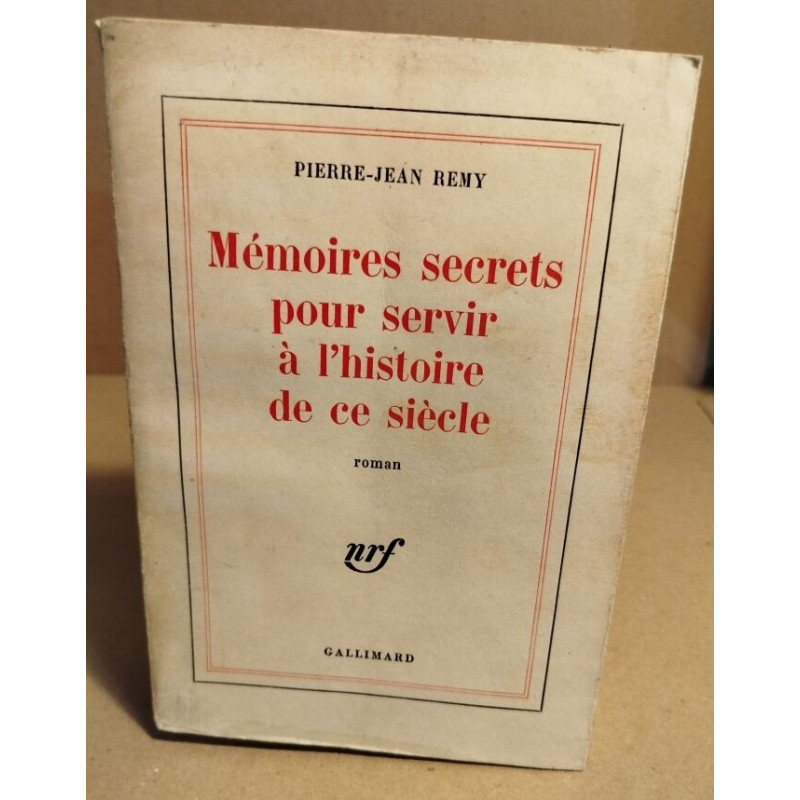 PIERRE-JEAN REMY
Mémoires secrets
pour servir
à l'histoire
de ce siècle
roman
nrf
GALLIMARD